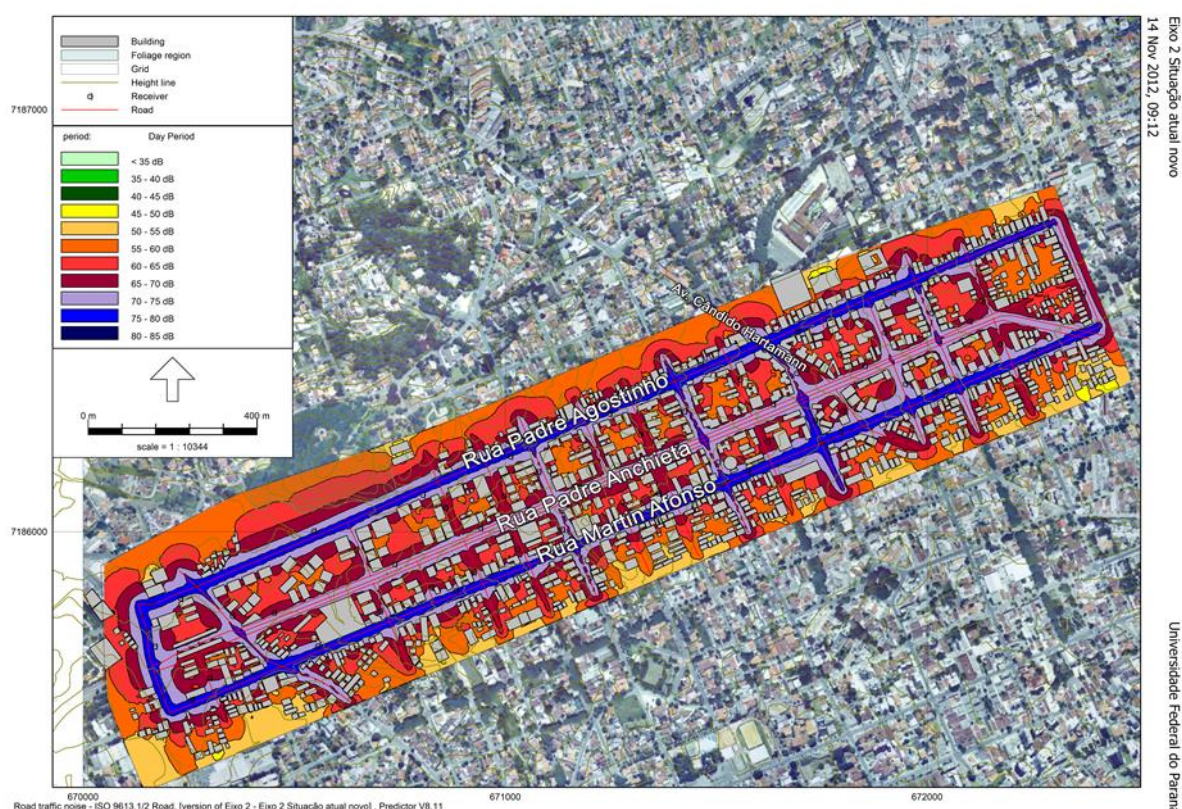 Building
Foliage region
Grid
Height line
Receiver
Road
period: Day Period
< 35 dB
35 - 40 dB
40 - 45 dB
45 - 50 dB
50 - 55 dB
55 - 60 dB
60 - 65 dB
65 - 70 dB
70 - 75 dB
75 - 80 dB
80 - 85 dB
0 m 400 m
scale = 1 : 10344
7187000
7186000
670000
671000
672000
Av. Cândido Hartamann
Rua Padre Agostinho
Rua Padre Anchieta
Rua Martin Afonso
Eixo 2 Situação atual novo
14 Nov 2012, 09:12
Universidade Federal do Paraná
Road traffic noise - ISO 9613.1/2 Road, [version of Eixo 2 - Eixo 2 Situação atual novo] , Predictor V8.11